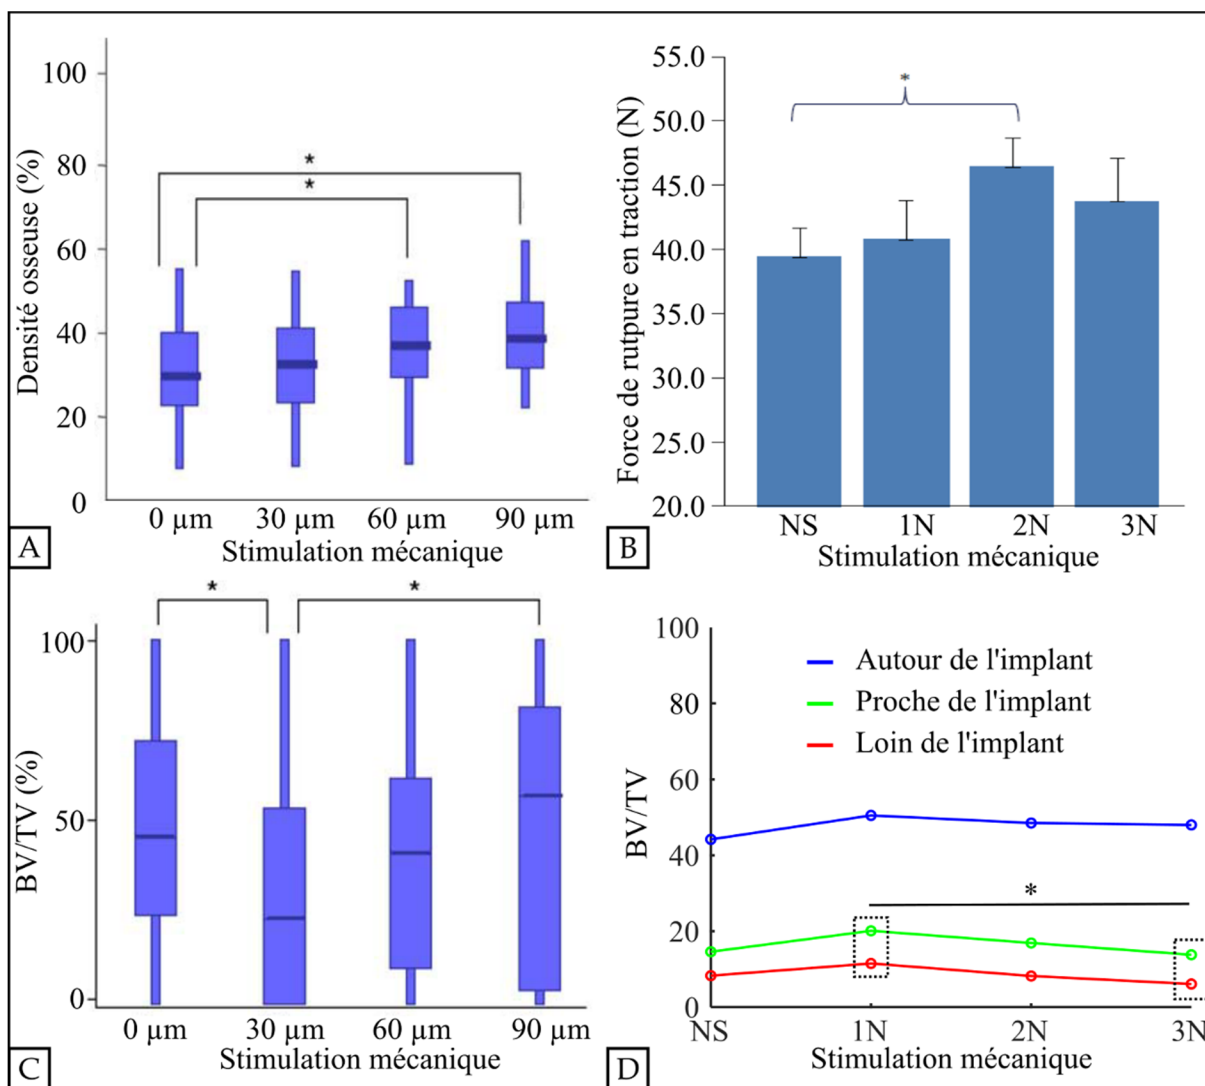 Densité osseuse (%)
100
80
60
40
20
0
*
*
0 µm 30 µm 60 µm 90 µm
Stimulation mécanique
A
Force de rutpure en traction (N)
55.0
50.0
45.0
40.0
35.0
30.0
25.0
20.0
*
NS 1N 2N 3N
Stimulation mécanique
B
BV/TV (%)
100
50
0
* *
0 µm 30 µm 60 µm 90 µm
Stimulation mécanique
C
BV/TV
100
80
60
40
20
0
Autour de l'implant
Proche de l'implant
Loin de l'implant
*
NS 1N 2N 3N
Stimulation mécanique
D